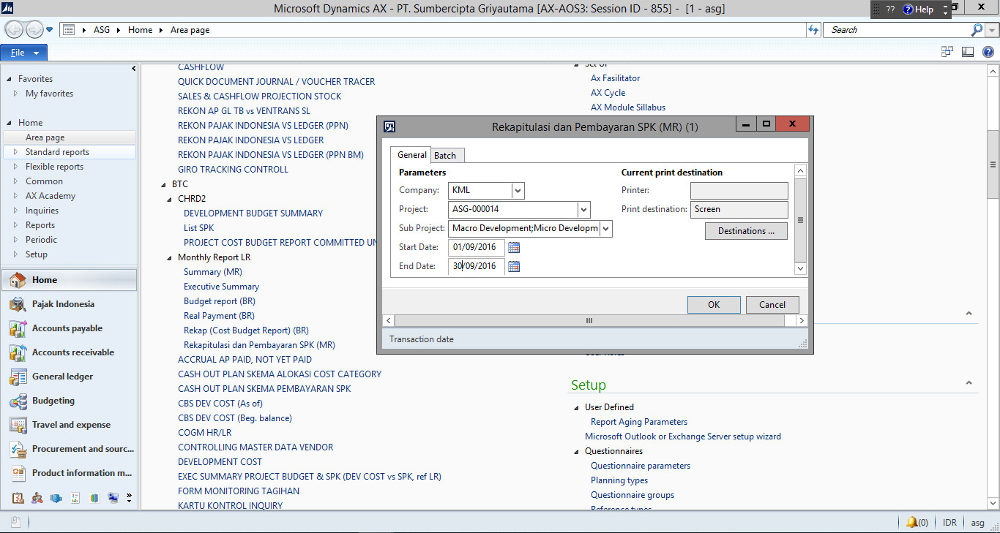 Microsoft Dynamics AX - PT. Sumbercipta Griyautama [AX-AOS3: Session ID - 855] - [1 - asg]
?? Help
ASG Home Area page
Search
File
Favorites
My favorites
Home
Area page
Standard reports
Flexible reports
Common
AX Academy
Inquiries
Reports
Periodic
Setup
Home
Pajak Indonesia
Accounts payable
Accounts receivable
General ledger
Budgeting
Travel and expense
Procurement and sourc...
Product information m...
CASHFLOW
QUICK DOCUMENT JOURNAL / VOUCHER TRACER
SALES & CASHFLOW PROJECTION STOCK
REKON AP GL TB vs VENTRANS SL
REKON PAJAK INDONESIA VS LEDGER (PPN)
REKON PAJAK INDONESIA VS LEDGER
REKON PAJAK INDONESIA VS LEDGER (PPN BM)
GIRO TRACKING CONTROLL
BTC
CHRD2
DEVELOPMENT BUDGET SUMMARY
List SPK
PROJECT COST BUDGET REPORT COMMITTED UN
Monthly Report LR
Summary (MR)
Executive Summary
Budget report (BR)
Real Payment (BR)
Rekap (Cost Budget Report) (BR)
Rekapitulasi dan Pembayaran SPK (MR)
ACCRUAL AP PAID, NOT YET PAID
CASH OUT PLAN SKEMA ALOKASI COST CATEGORY
CASH OUT PLAN SKEMA PEMBAYARAN SPK
CBS DEV COST (As of)
CBS DEV COST (Beg. balance)
COGM HR/LR
CONTROLLING MASTER DATA VENDOR
DEVELOPMENT COST
EXEC SUMMARY PROJECT BUDGET & SPK (DEV COST vs SPK, ref LR)
FORM MONITORING TAGIHAN
KARTU KONTROL INQUIRY
Set Of
Ax Fasilitator
AX Cycle
AX Module Sillabus
Rekapitulasi dan Pembayaran SPK (MR) (1)
General Batch
Parameters
Company: KML
Project: ASG-000014
Sub Project: Macro Development;Micro Developm
Start Date: 01/09/2016
End Date: 30/09/2016
Current print destination
Printer:
Print destination: Screen
Destinations ...
OK Cancel
Transaction date
Setup
User Defined
Report Aging Parameters
Microsoft Outlook or Exchange Server setup wizard
Questionnaires
Questionnaire parameters
Planning types
Questionnaire groups
Reference types
(0) IDR asg